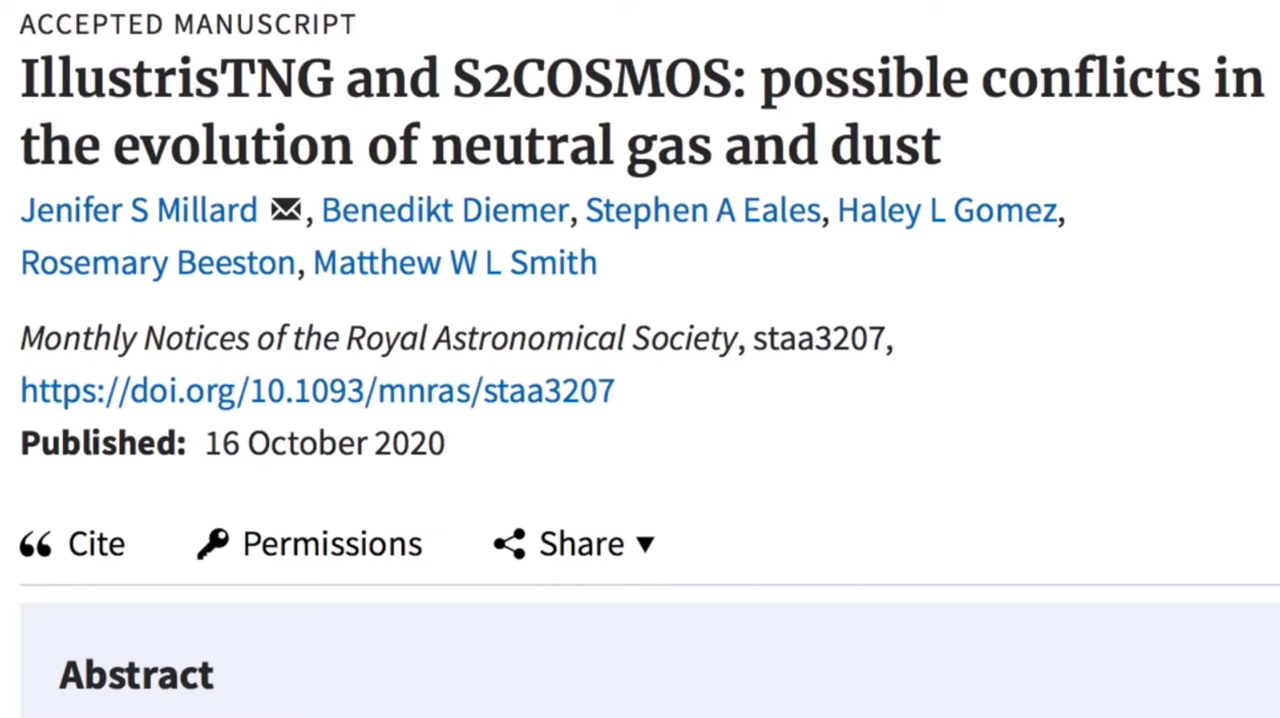 ACCEPTED MANUSCRIPT
IllustrisTNG and S2COSMOS: possible conflicts in
the evolution of neutral gas and dust
Jenifer S Millard, Benedikt Diemer, Stephen A Eales, Haley L Gomez,
Rosemary Beeston, Matthew W L Smith
Monthly Notices of the Royal Astronomical Society, staa3207,
https://doi.org/10.1093/mnras/staa3207
Published: 16 October 2020
Cite Permissions Share
Abstract